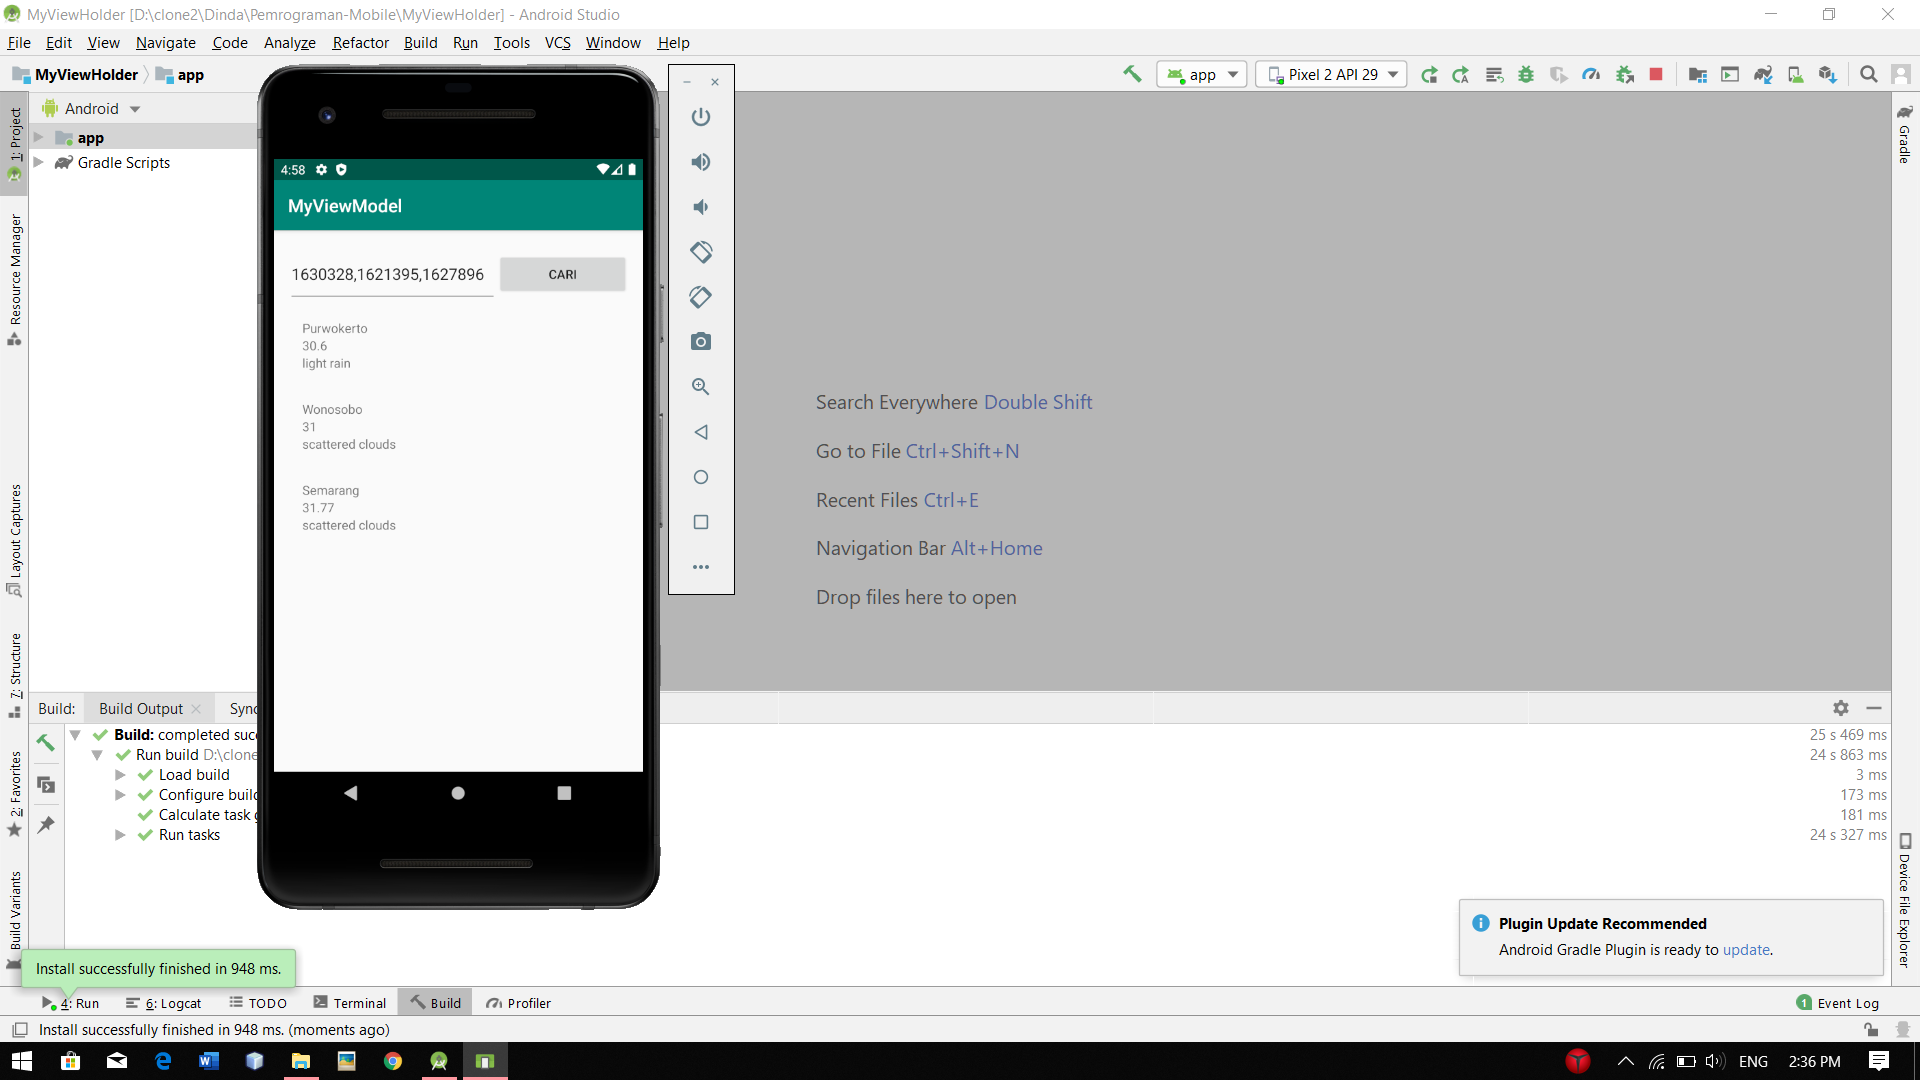 MyViewHolder [D:\clone2\Dinda\Pemrograman-Mobile\MyViewHolder] - Android Studio
File Edit View Navigate Code Analyze Refactor Build Run Tools VCS Window Help
MyViewHolder app
app
Pixel 2 API 29
1: Project
Resource Manager
Layout Captures
7: Structure
2: Favorites
Build Variants
Android
app
Gradle Scripts
4:58
MyViewModel
1630328,1621395,1627896 CARI
Purwokerto
30.6
light rain
Wonosobo
31
scattered clouds
Semarang
31.77
scattered clouds
Search Everywhere Double Shift
Go to File Ctrl+Shift+N
Recent Files Ctrl+E
Navigation Bar Alt+Home
Drop files here to open
Gradle
Device File Explorer
Build: Build Output Sync
Build: completed succ 25 s 469 ms
Run build D:\clone 24 s 863 ms
Load build 3 ms
Configure build 173 ms
Calculate task g 181 ms
Run tasks 24 s 327 ms
Plugin Update Recommended
Android Gradle Plugin is ready to update.
Install successfully finished in 948 ms.
4: Run 6: Logcat TODO Terminal Build Profiler 1 Event Log
Install successfully finished in 948 ms. (moments ago)
ENG 2:36 PM